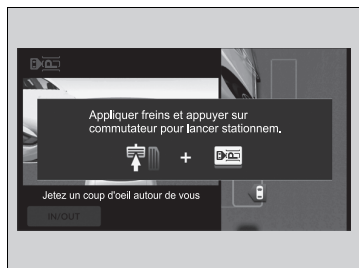 Appliquer freins et appuyer sur
commutateur pour lancer stationnem.
+
Jetez un coup d'oeil autour de vous
IN/OUT